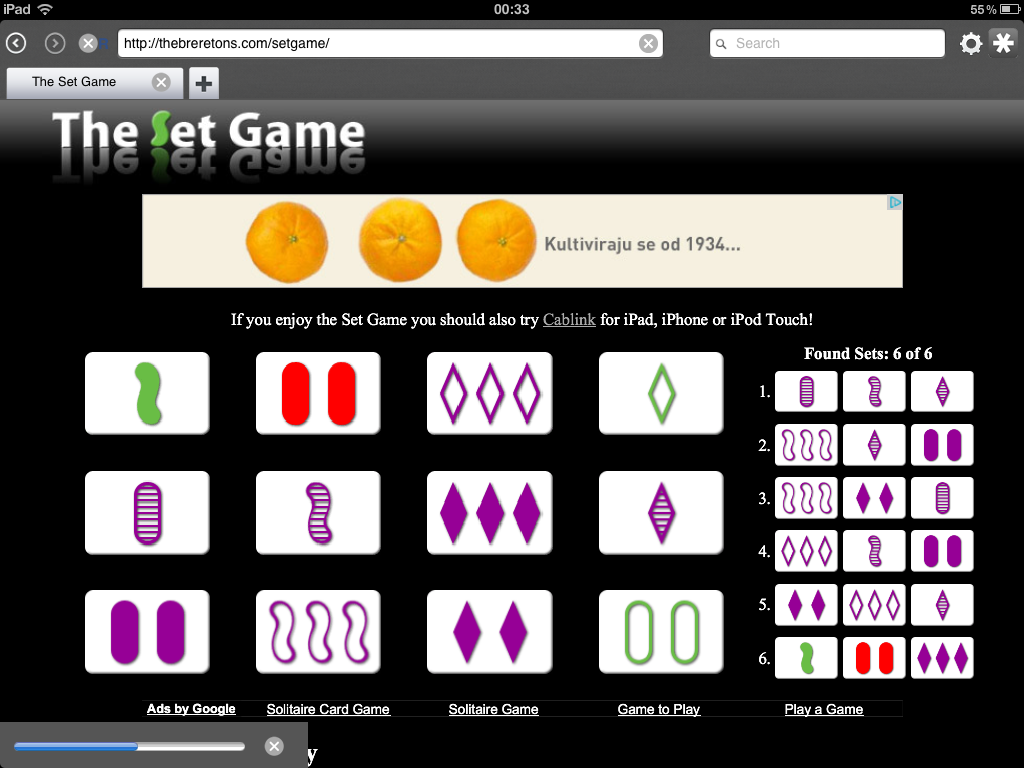 iPad
00:33
55%
http://thebreretons.com/setgame/
Search
The Set Game
The Set Game
Kultiviraju se od 1934...
If you enjoy the Set Game you should also try Cablink for iPad, iPhone or iPod Touch!
Found Sets: 6 of 6
1.
2.
3.
4.
5.
6.
Ads by Google Solitaire Card Game Solitaire Game Game to Play Play a Game